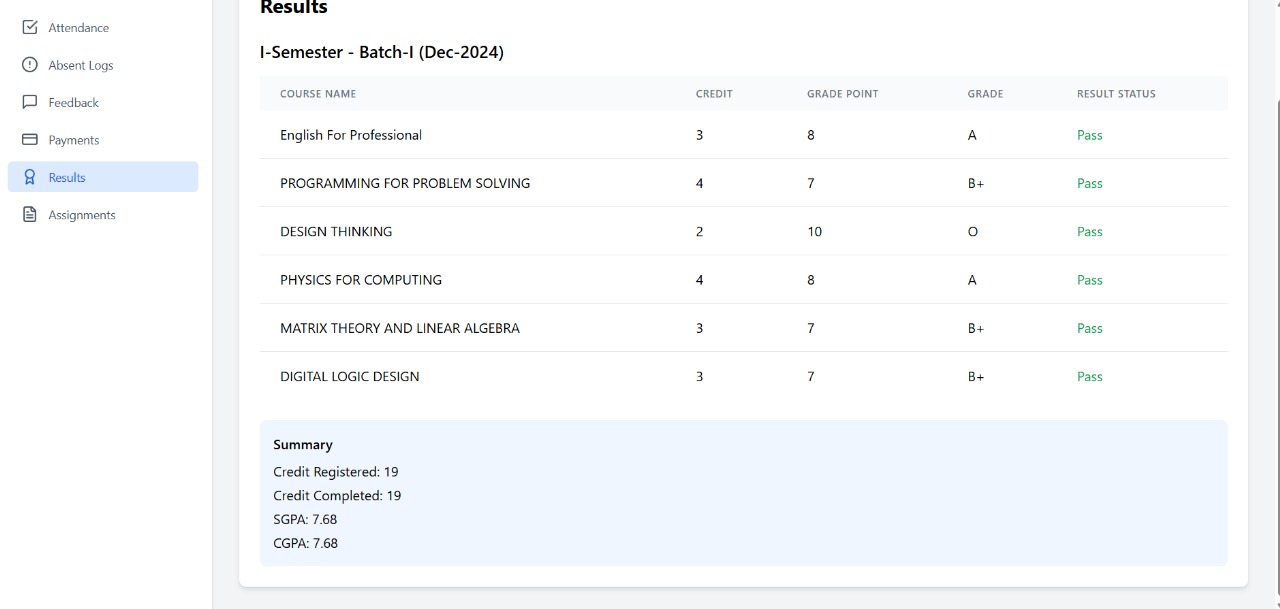 Attendance
Absent Logs
Feedback
Payments
Results
Assignments
Results
I-Semester - Batch-I (Dec-2024)
COURSE NAME CREDIT GRADE POINT GRADE RESULT STATUS
English For Professional 3 8 A Pass
PROGRAMMING FOR PROBLEM SOLVING 4 7 B+ Pass
DESIGN THINKING 2 10 O Pass
PHYSICS FOR COMPUTING 4 8 A Pass
MATRIX THEORY AND LINEAR ALGEBRA 3 7 B+ Pass
DIGITAL LOGIC DESIGN 3 7 B+ Pass
Summary
Credit Registered: 19
Credit Completed: 19
SGPA: 7.68
CGPA: 7.68